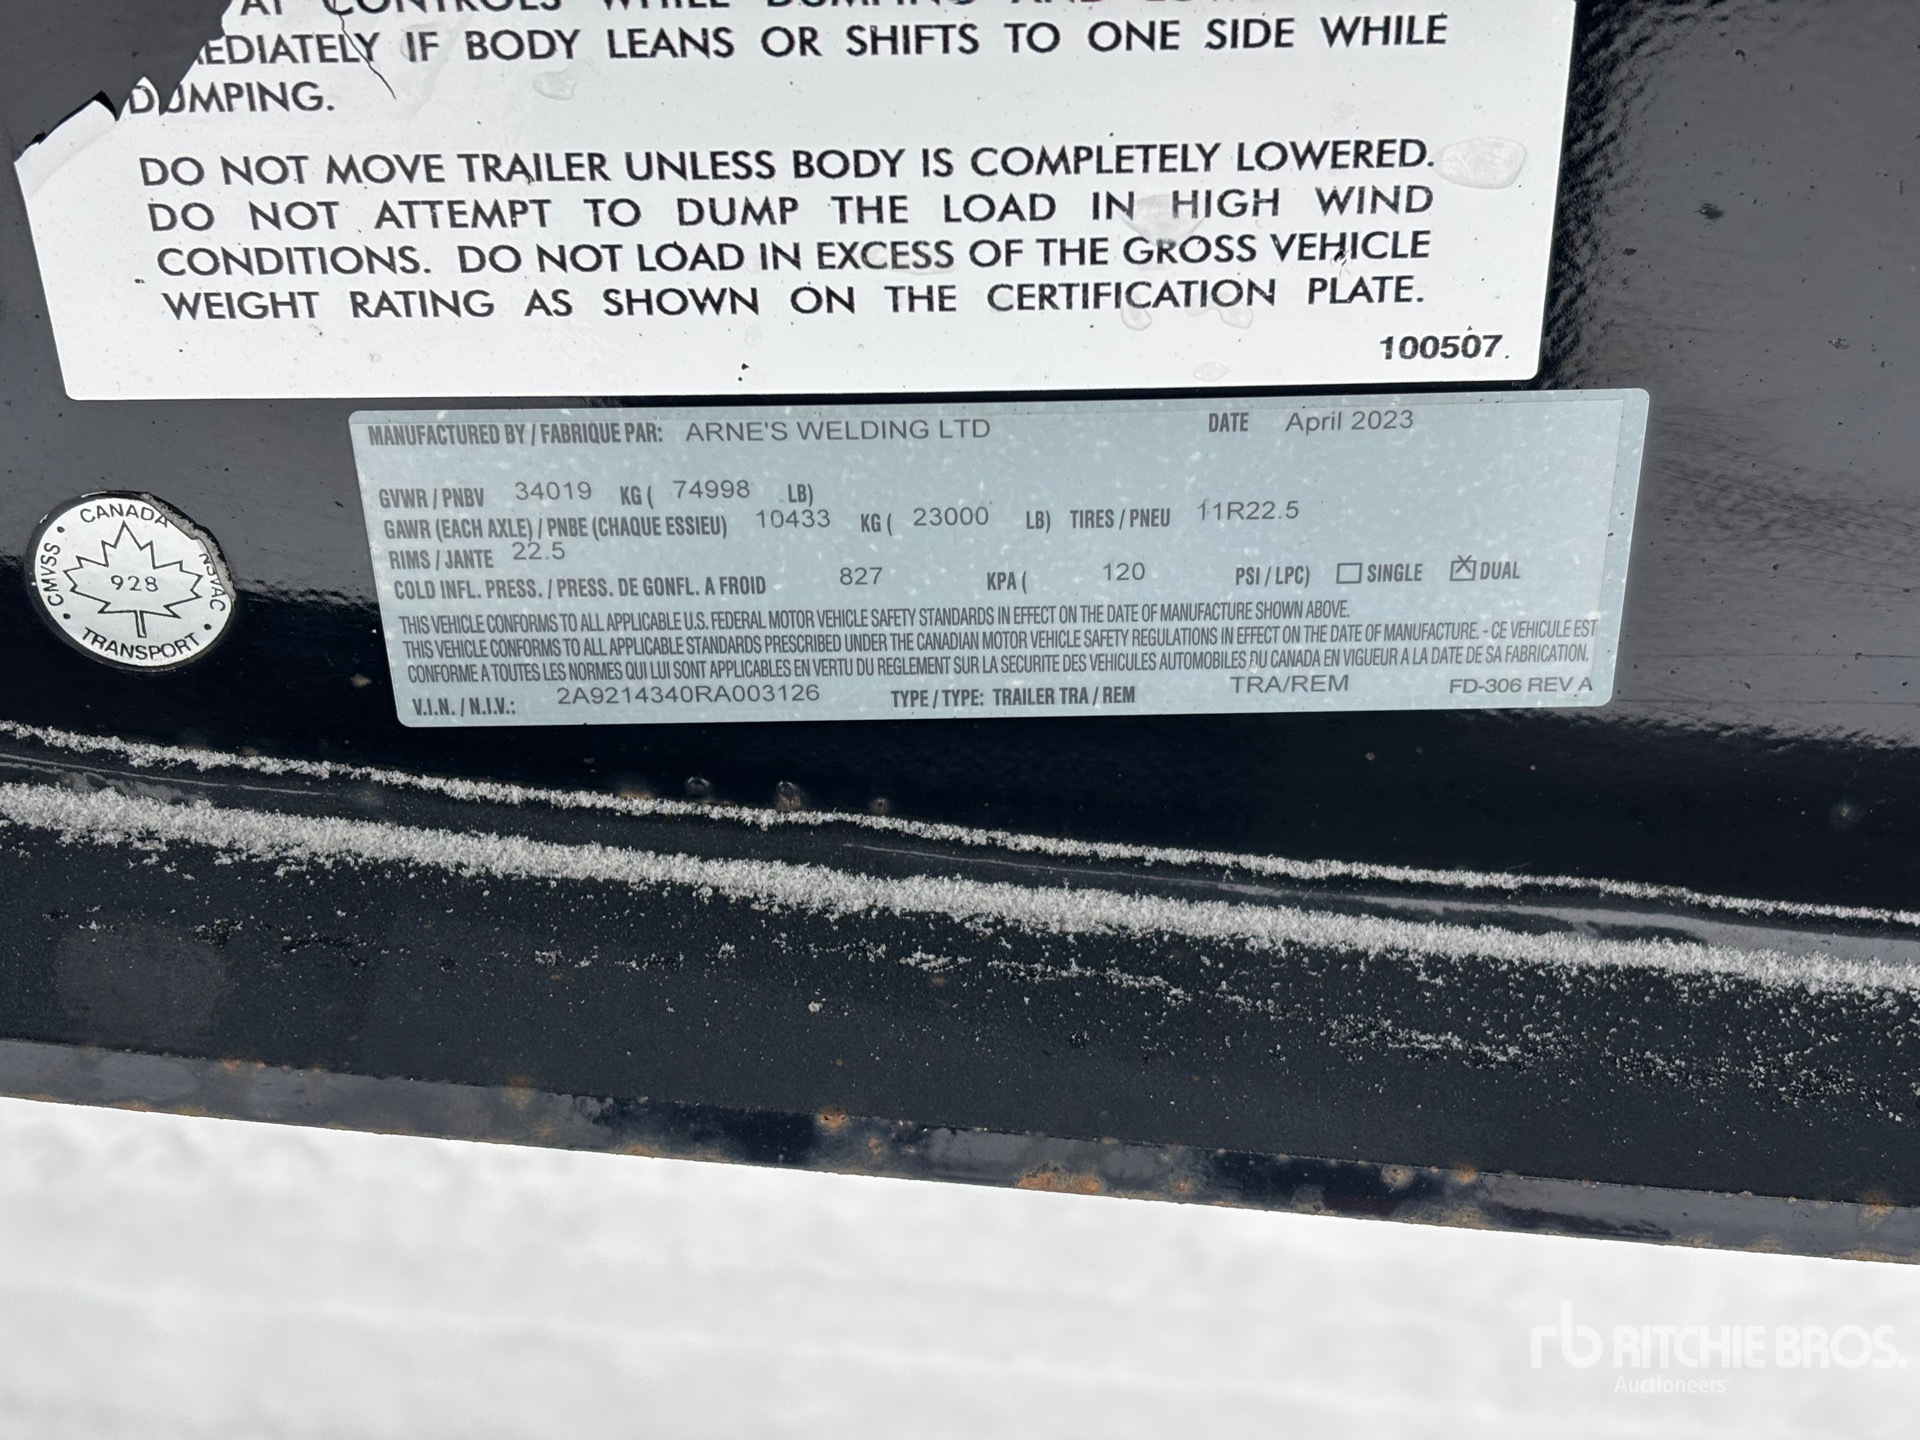 AT CONTROLS WHILE DUMPING AND
EDIATELY IF BODY LEANS OR SHIFTS TO ONE SIDE WHILE
DUMPING.
DO NOT MOVE TRAILER UNLESS BODY IS COMPLETELY LOWERED.
DO NOT ATTEMPT TO DUMP THE LOAD IN HIGH WIND
CONDITIONS. DO NOT LOAD IN EXCESS OF THE GROSS VEHICLE
WEIGHT RATING AS SHOWN ON THE CERTIFICATION PLATE.
100507
MANUFACTURED BY / FABRIQUE PAR: ARNE'S WELDING LTD DATE April 2023
GVWR / PNBV 34019 KG ( 74998 LB)
GAWR (EACH AXLE) / PNBE (CHAQUE ESSIEU) 10433 KG ( 23000 LB) TIRES / PNEU 11R22.5
RIMS / JANTE 22.5
COLD INFL. PRESS. / PRESS. DE GONFL. A FROID 827 KPA ( 120 PSI / LPC) SINGLE X DUAL
THIS VEHICLE CONFORMS TO ALL APPLICABLE U.S. FEDERAL MOTOR VEHICLE SAFETY STANDARDS IN EFFECT ON THE DATE OF MANUFACTURE SHOWN ABOVE.
THIS VEHICLE CONFORMS TO ALL APPLICABLE STANDARDS PRESCRIBED UNDER THE CANADIAN MOTOR VEHICLE SAFETY REGULATIONS IN EFFECT ON THE DATE OF MANUFACTURE. - CE VEHICULE EST
CONFORME A TOUTES LES NORMES QUI LUI SONT APPLICABLES EN VERTU DU REGLEMENT SUR LA SECURITE DES VEHICULES AUTOMOBILES DU CANADA EN VIGUEUR A LA DATE DE SA FABRICATION.
V.I.N. / N.I.V.: 2A9214340RA003126 TYPE / TYPE: TRAILER TRA / REM TRA/REM FD-306 REV A
CANADA
CMVSS
928
NSVAC
TRANSPORT
rb RITCHIE BROS.
Auctioneers